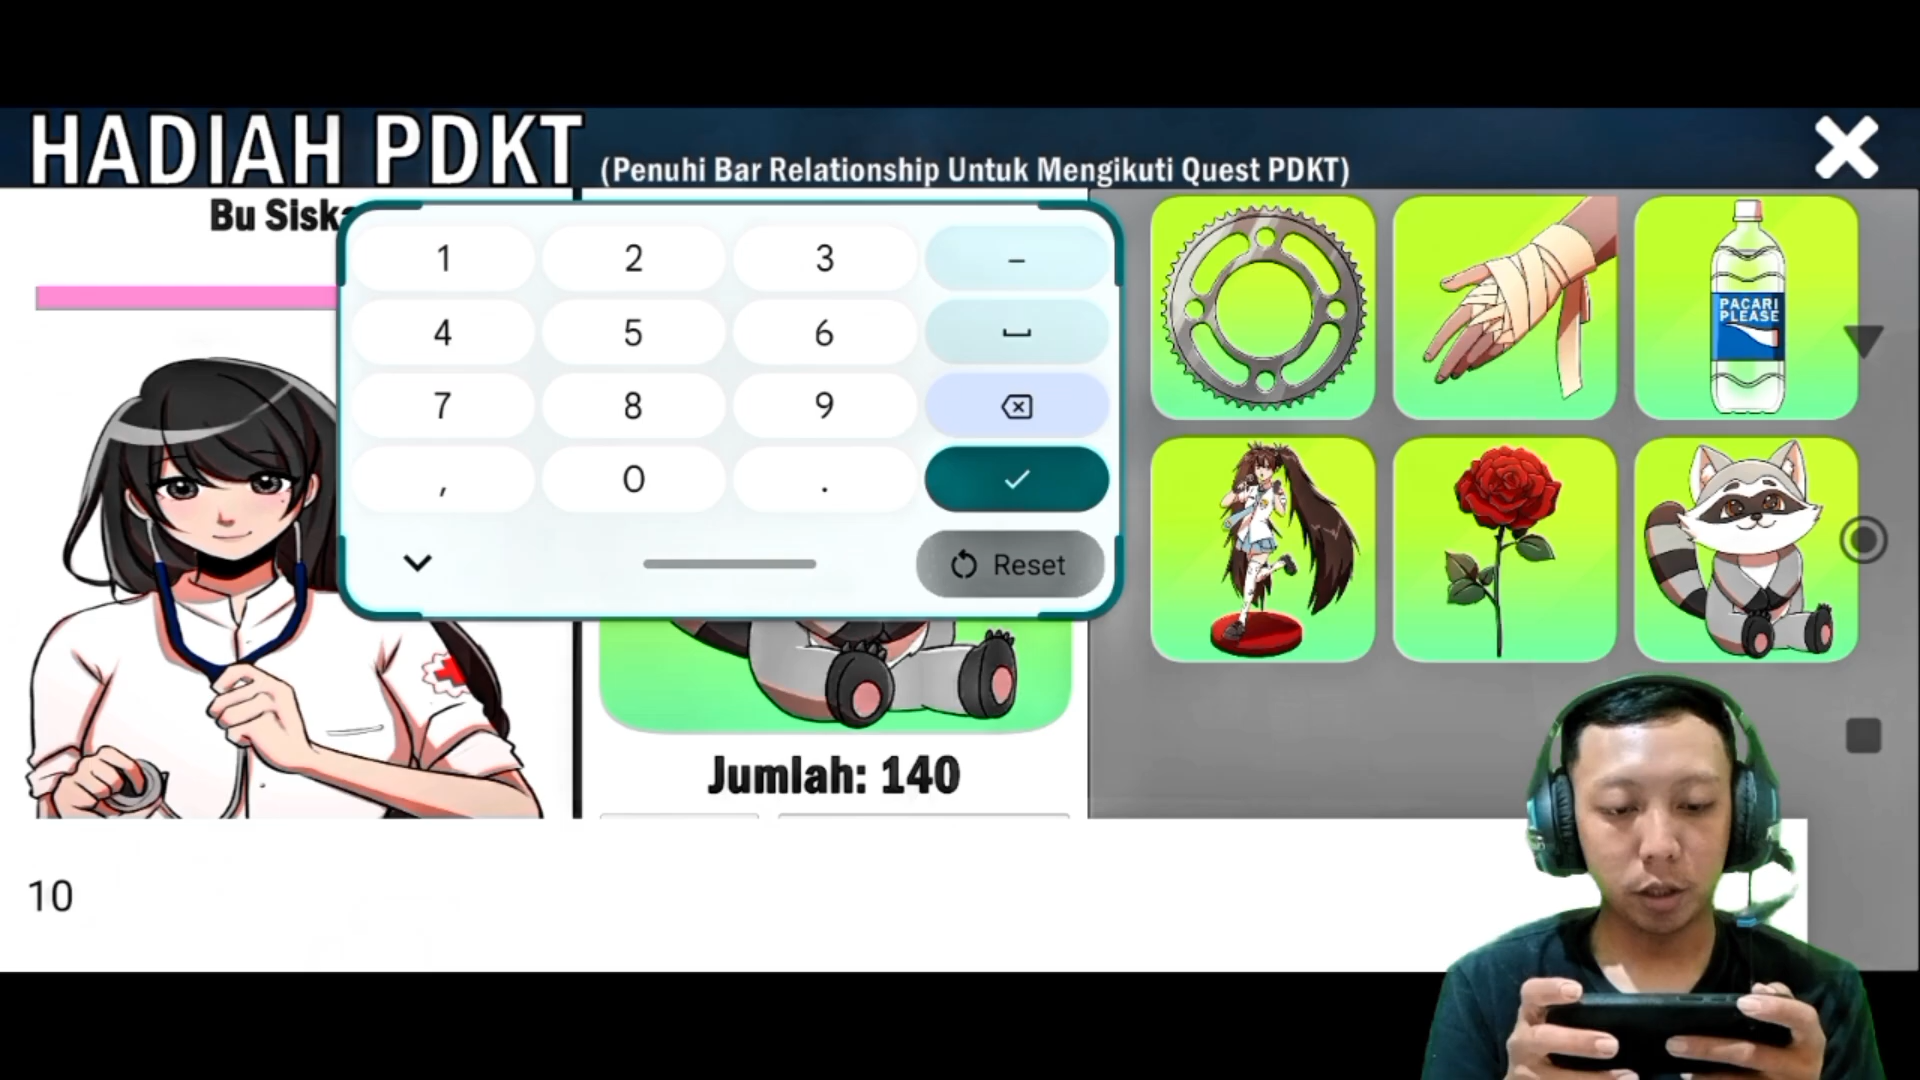 HADIAH PDKT
(Penuhi Bar Relationship Untuk Mengikuti Quest PDKT)
Bu Siska
1 2 3 -
4 5 6
7 8 9
, 0 .
Reset
PACARI
PLEASE
Jumlah: 140
10